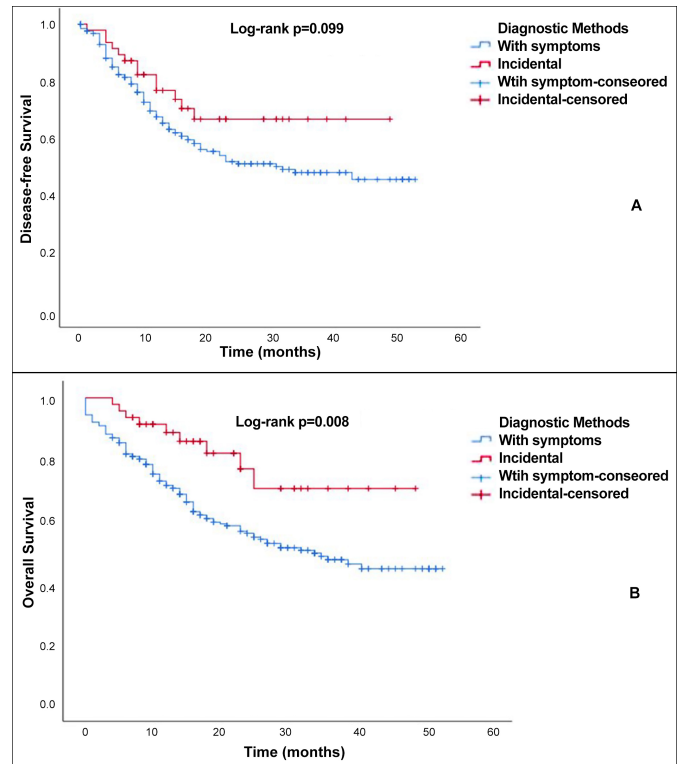 Log-rank p=0.099
Diagnostic Methods
With symptoms
Incidental
Wtih symptom-conseored
Incidental-censored
1.0
0.8
0.6
0.4
0.2
0.0
Disease-free Survival
A
0 10 20 30 40 50 60
Time (months)
Log-rank p=0.008
Diagnostic Methods
With symptoms
Incidental
Wtih symptom-conseored
Incidental-censored
1.0
0.8
0.6
0.4
0.2
0.0
Overall Survival
B
0 10 20 30 40 50 60
Time (months)